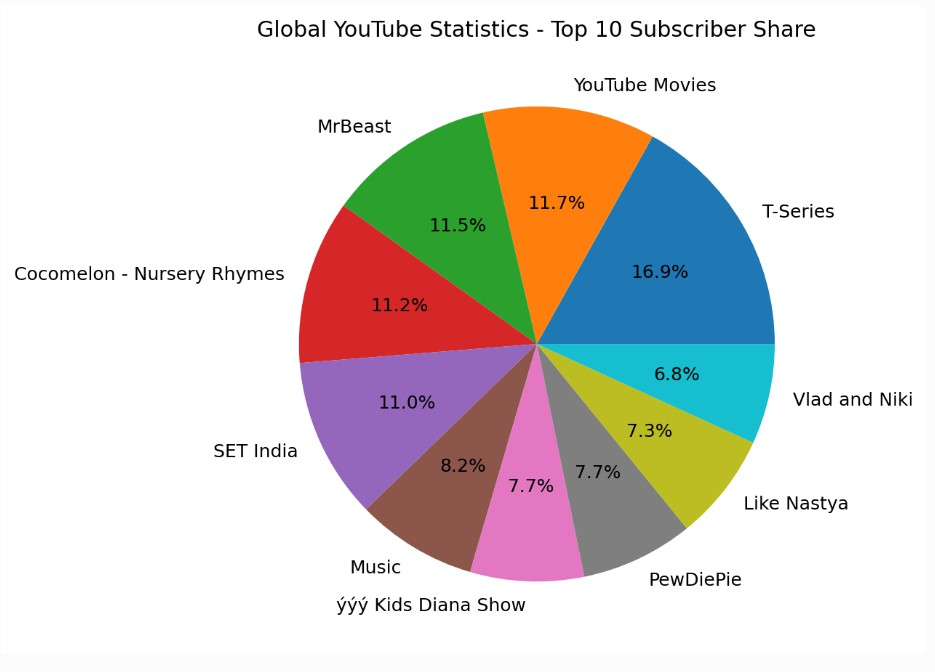 Global YouTube Statistics - Top 10 Subscriber Share
YouTube Movies
MrBeast
T-Series
11.7%
11.5%
16.9%
Cocomelon - Nursery Rhymes
11.2%
6.8%
Vlad and Niki
11.0%
7.3%
SET India
8.2%
7.7%
7.7%
Like Nastya
Music
PewDiePie
ýýý Kids Diana Show